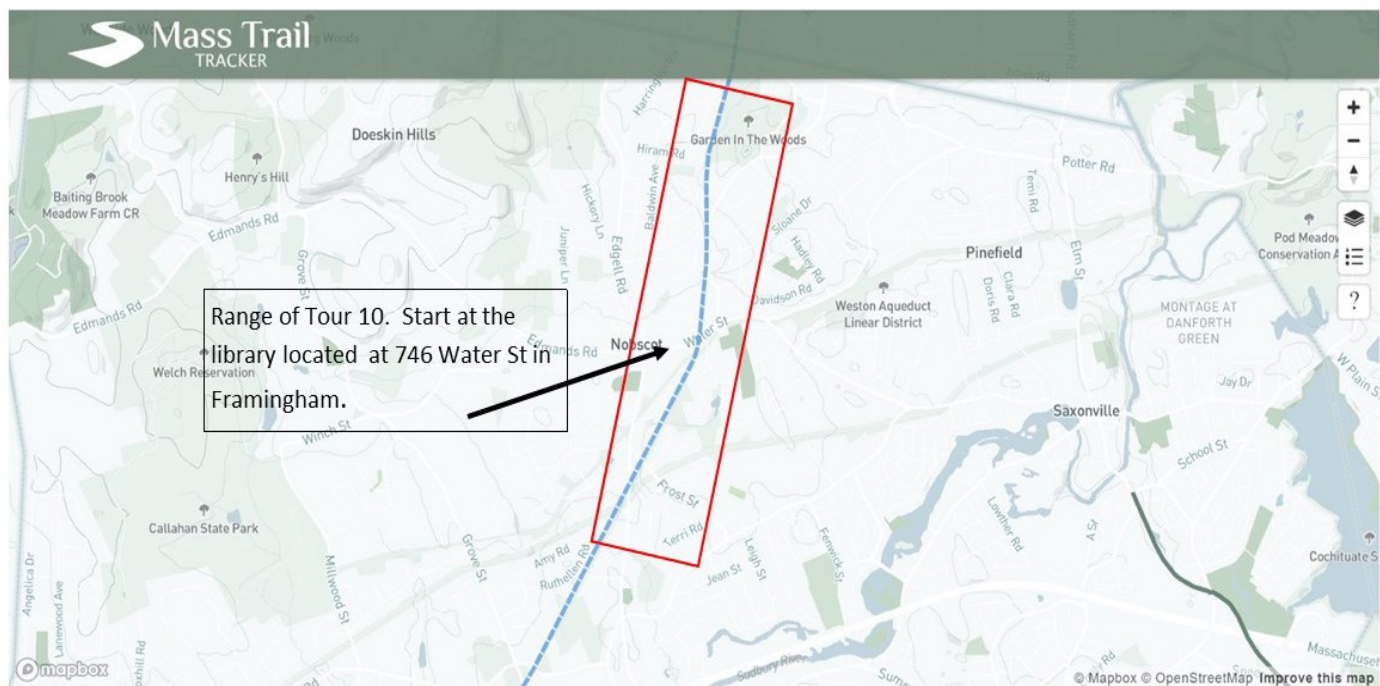 Mass Trail
TRACKER
Doeskin Hills
Henry's Hill
Baiting Brook
Meadow Farm CR
Edmands Rd
Grove St
Hickory Ln
Juniper Ln
Edgell Rd
Baldwin Ave
Hiram Rd
Garden In The Woods
Sloane Dr
Hadley Rd
Davidson Rd
Potter Rd
Temi Rd
Pinefield
Elm St
Clara Rd
Doris Rd
Pod Meadow
Conservation A
Weston Aqueduct
Linear District
MONTAGE AT
DANFORTH
GREEN
W Plain S
Jay Dr
Edmands Rd
Range of Tour 10. Start at the
library located at 746 Water St in
Framingham.
Edmands Rd
Nobscot
Water St
Welch Reservation
Winch St
Saxonville
School St
Callahan State Park
Angelica Dr
Lanewood Ave
oxhill Rd
Millwood St
Grove St
Amy Rd
Ruthellen Rd
Frost St
Terri Rd
Jean St
Leigh St
Fenwick St
Lowther Rd
A St
Cochituate S
Sudbury River
Massachuset
mapbox
© Mapbox © OpenStreetMap Improve this map
+
−
?